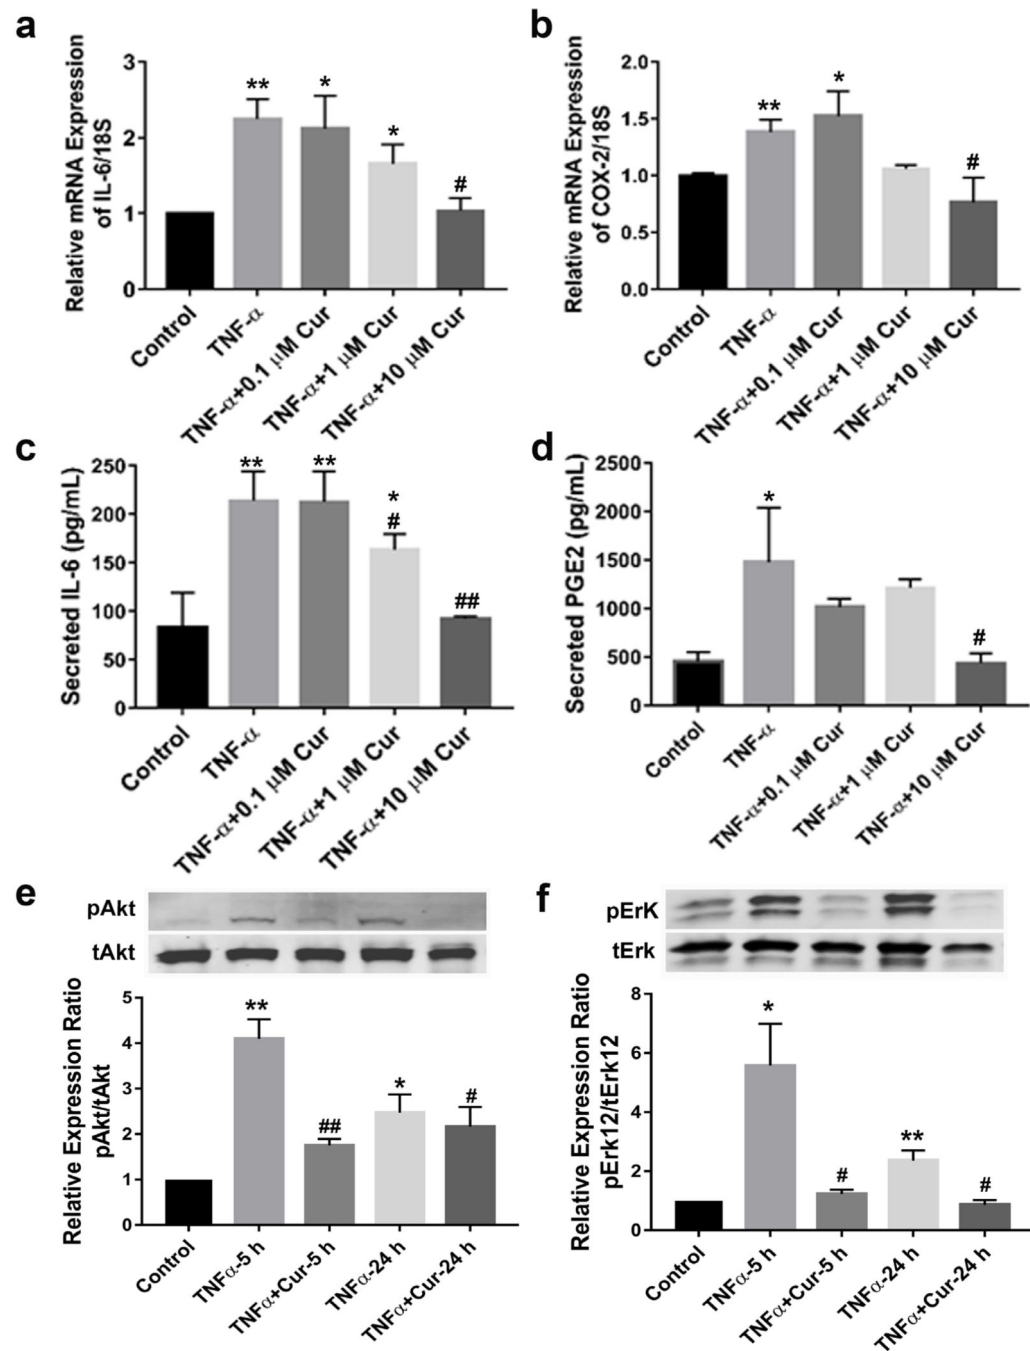 a
Relative mRNA Expression
of IL-6/18S
3
2
1
0
**
*
*
#
Control
TNF-α
TNF-α+0.1 μM Cur
TNF-α+1 μM Cur
TNF-α+10 μM Cur
b
Relative mRNA Expression
of COX-2/18S
2.0
1.5
1.0
0.5
0.0
**
*
#
Control
TNF-α
TNF-α+0.1 μM Cur
TNF-α+1 μM Cur
TNF-α+10 μM Cur
c
Secreted IL-6 (pg/mL)
250
200
150
100
50
0
**
**
*
#
##
Control
TNF-α
TNF-α+0.1 μM Cur
TNF-α+1 μM Cur
TNF-α+10 μM Cur
d
Secreted PGE2 (pg/mL)
2500
2000
1500
1000
500
0
*
#
Control
TNF-α
TNF-α+0.1 μM Cur
TNF-α+1 μM Cur
TNF-α+10 μM Cur
e
pAkt
tAkt
Relative Expression Ratio
pAkt/tAkt
5
4
3
2
1
0
**
##
*
#
Control
TNFα-5 h
TNFα+Cur-5 h
TNFα-24 h
TNFα+Cur-24 h
f
pErK
tErk
Relative Expression Ratio
pErk12/tErk12
8
6
4
2
0
*
#
**
#
Control
TNFα-5 h
TNFα+Cur-5 h
TNFα-24 h
TNFα+Cur-24 h